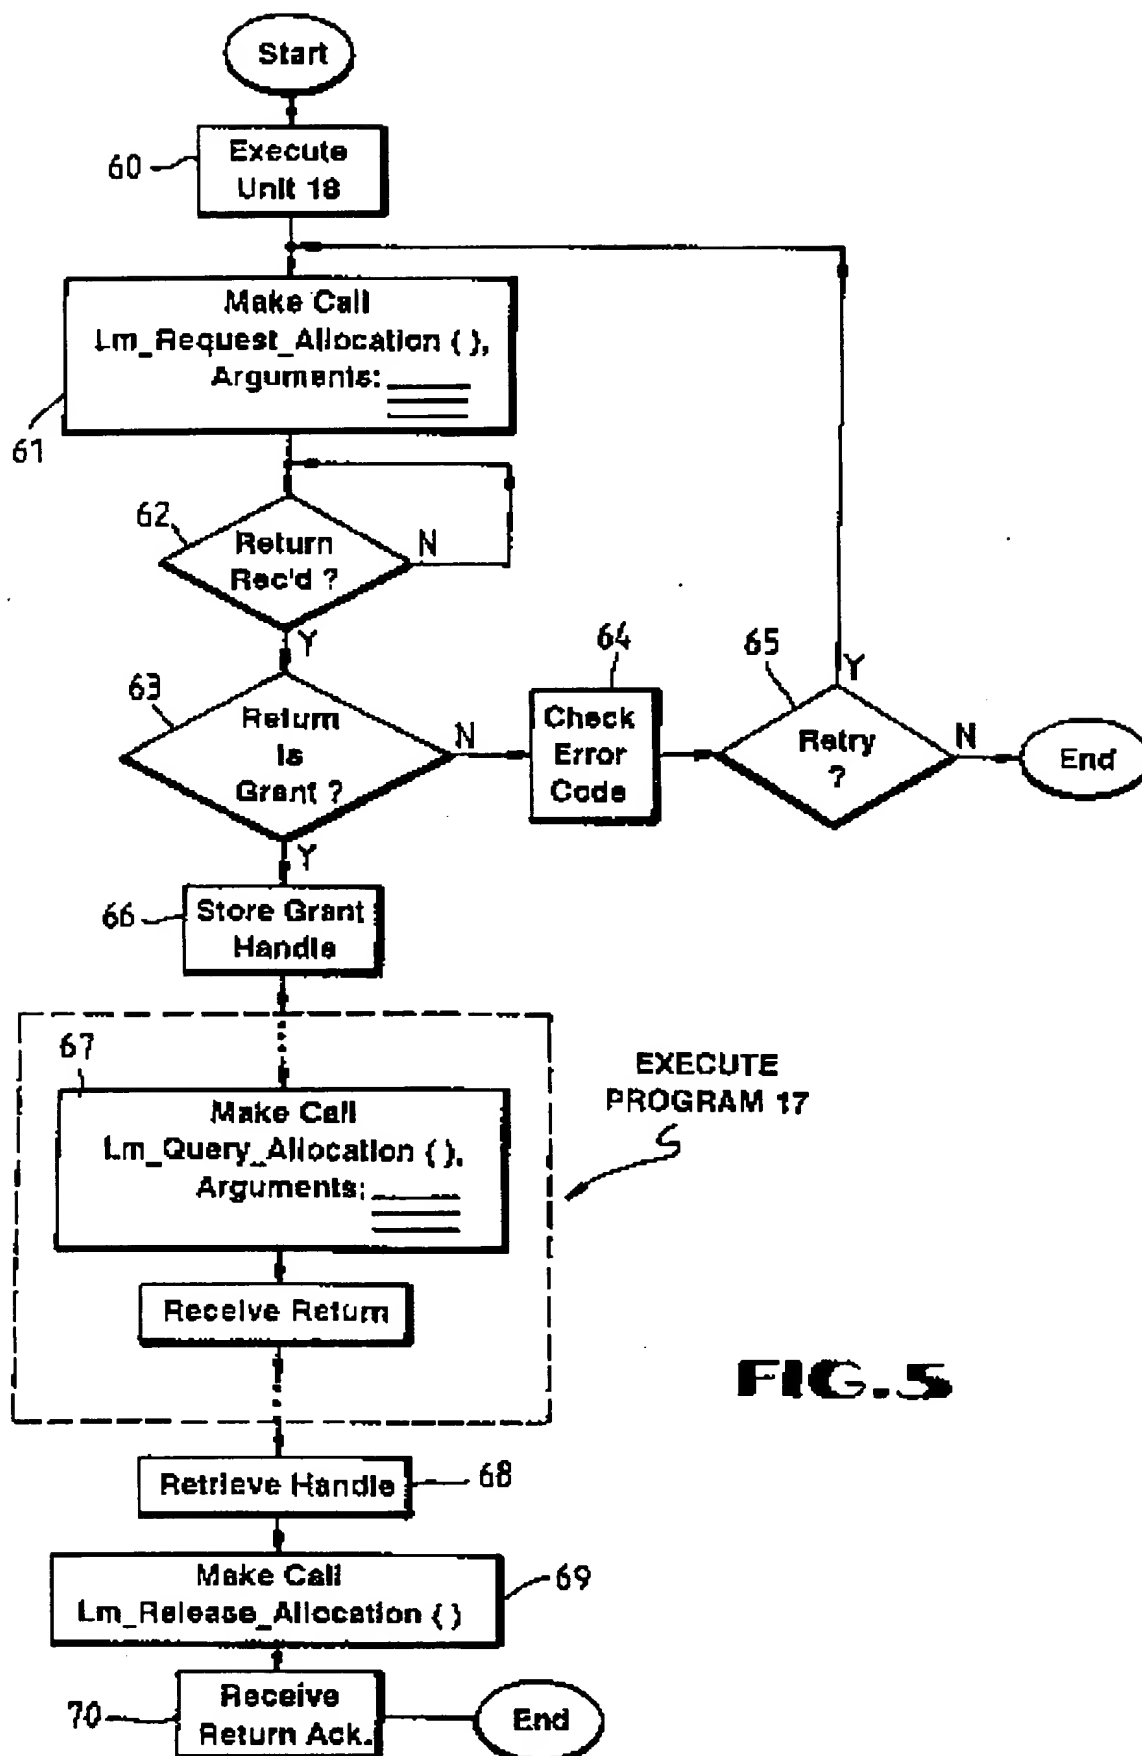 Start
60
Execute
Unit 18
Make Call
Lm_Request_Allocation ( ),
Arguments:
61
62
Return
Rec'd ?
N
Y
63
Return
is
Grant ?
N
64
Check
Error
Code
65
Retry
?
Y
N
End
Y
66
Store Grant
Handle
67
Make Call
Lm_Query_Allocation ( ),
Arguments:
EXECUTE
PROGRAM 17
Receive Return
FIG.5
Retrieve Handle
68
Make Call
Lm_Release_Allocation ( )
69
70
Receive
Return Ack.
End